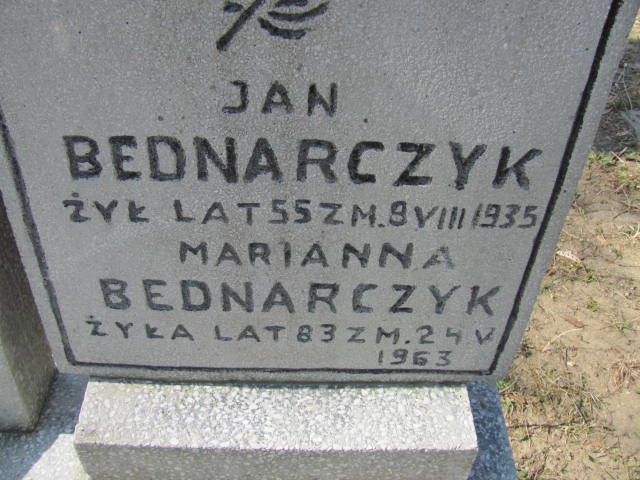 JAN
BEDNARCZYK
ŻYŁ LAT 55 ZM. 8 VIII 1935
MARIANNA
BEDNARCZYK
ŻYŁA LAT 83 ZM. 24 V
1963